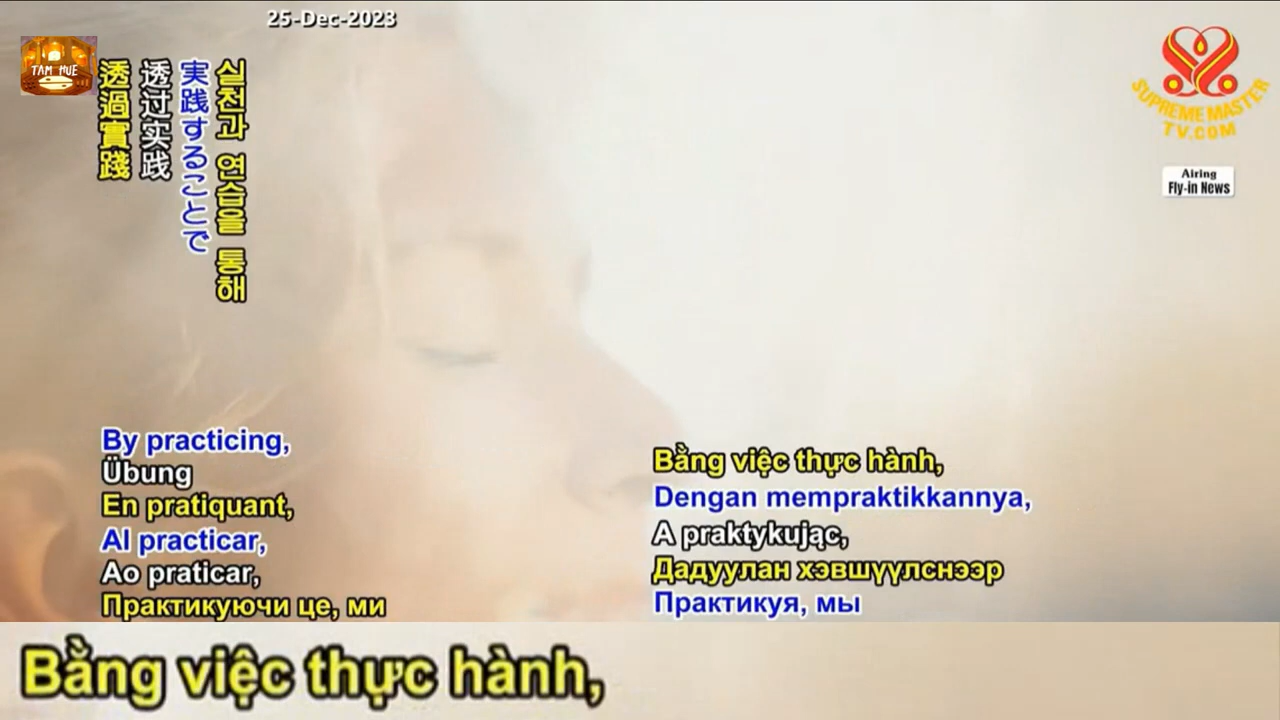 25-Dec-2023
TAM HUE
透過實踐
透过实践
実践することで
실천과 연습을 통해
SUPREME MASTER
TV.COM
Airing
Fly-in News
By practicing,
Übung
En pratiquant,
Al practicar,
Ao praticar,
Практикуючи це, ми
Bằng việc thực hành,
Dengan mempraktikkannya,
A praktykując,
Дадуулан хэвшүүлснээр
Практикуя, мы
Bằng việc thực hành,